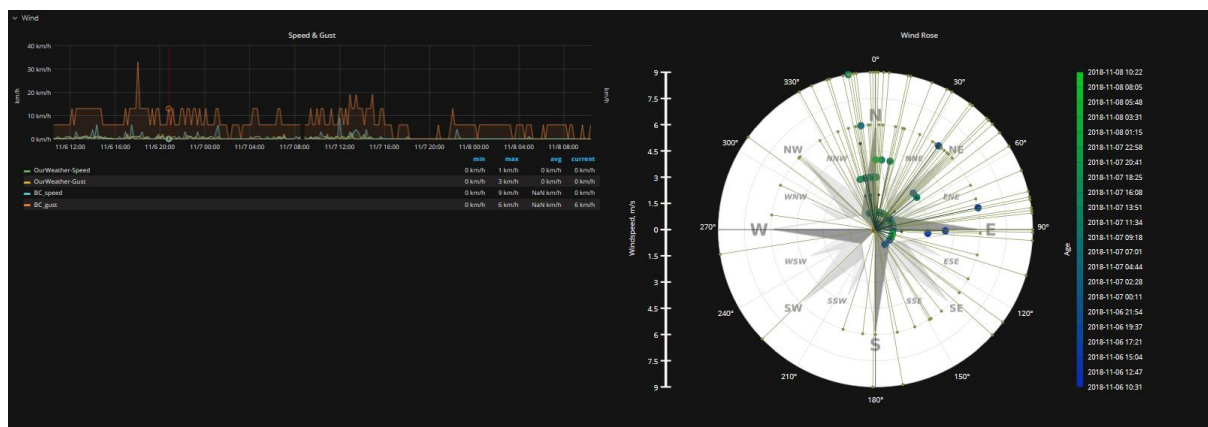 Wind
Speed & Gust
40 km/h
30 km/h
20 km/h
10 km/h
0 km/h
km/h
km/h
11/6 12:00 11/6 16:00 11/6 20:00 11/7 00:00 11/7 04:00 11/7 08:00 11/7 12:00 11/7 16:00 11/7 20:00 11/8 00:00 11/8 04:00 11/8 08:00
min max avg current
OurWeather-Speed 0 km/h 1 km/h 0 km/h 0 km/h
OurWeather-Gust 0 km/h 3 km/h 0 km/h 0 km/h
BC_speed 0 km/h 9 km/h NaN km/h 0 km/h
BC_gust 0 km/h 6 km/h NaN km/h 6 km/h
Wind Rose
Windspeed, m/s
9
7.5
6
4.5
3
1.5
0
1.5
3
4.5
6
7.5
9
0°
30°
60°
90°
120°
150°
180°
210°
240°
270°
300°
330°
N
NNE
NE
ENE
E
ESE
SE
SSE
S
SSW
SW
WSW
W
WNW
NW
NNW
Age
2018-11-08 10:22
2018-11-08 08:05
2018-11-08 05:48
2018-11-08 03:31
2018-11-08 01:15
2018-11-07 22:58
2018-11-07 20:41
2018-11-07 18:25
2018-11-07 16:08
2018-11-07 13:51
2018-11-07 11:34
2018-11-07 09:18
2018-11-07 07:01
2018-11-07 04:44
2018-11-07 02:28
2018-11-07 00:11
2018-11-06 21:54
2018-11-06 19:37
2018-11-06 17:21
2018-11-06 15:04
2018-11-06 12:47
2018-11-06 10:31